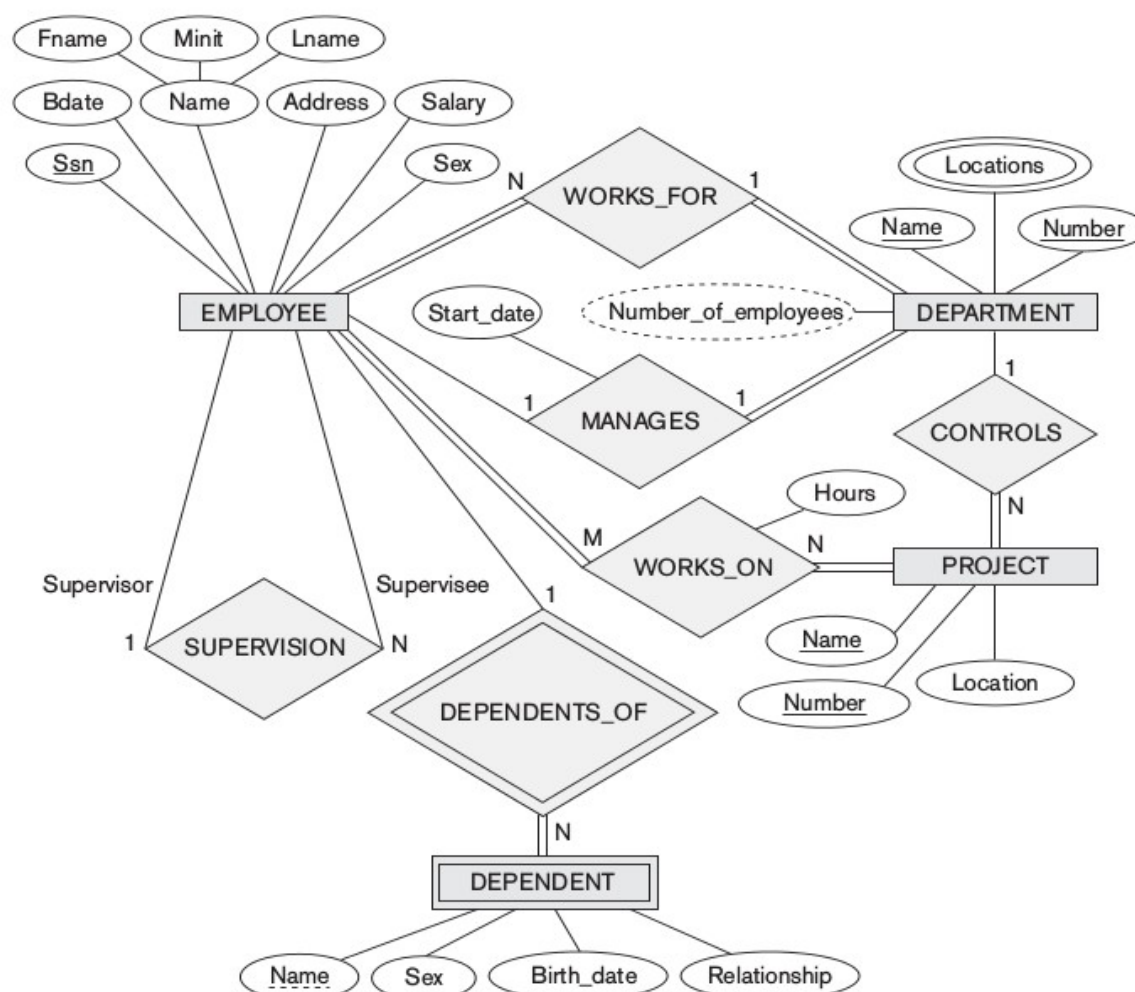 Fname
Minit
Lname
Bdate
Name
Address
Salary
Ssn
Sex
N
WORKS_FOR
1
Locations
Name
Number
EMPLOYEE
Start_date
Number_of_employees
DEPARTMENT
1
MANAGES
1
1
CONTROLS
Hours
N
M
WORKS_ON
N
PROJECT
Supervisor
Supervisee
1
1
SUPERVISION
N
Name
Number
Location
DEPENDENTS_OF
N
DEPENDENT
Name
Sex
Birth_date
Relationship